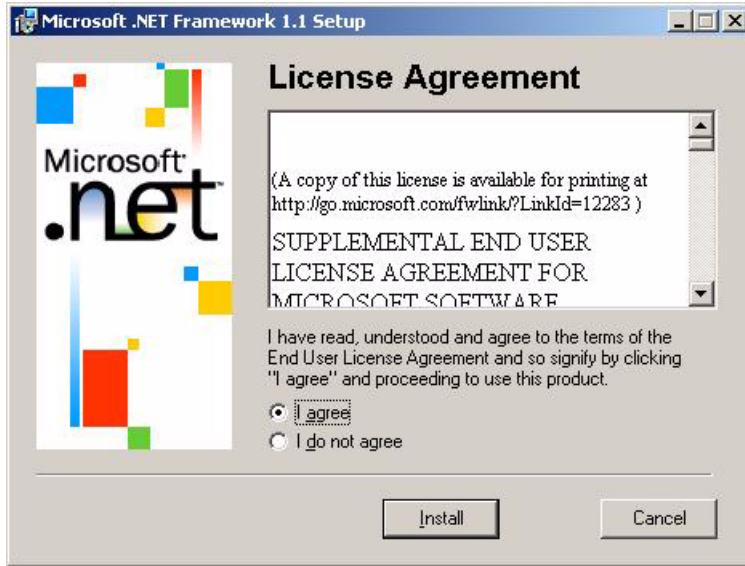 Microsoft .NET Framework 1.1 Setup
License Agreement
Microsoft
.net
(A copy of this license is available for printing at
http://go.microsoft.com/fwlink/?LinkId=12283 )
SUPPLEMENTAL END USER
LICENSE AGREEMENT FOR
MICROSOFT SOFTWARE
I have read, understood and agree to the terms of the
End User License Agreement and so signify by clicking
"I agree" and proceeding to use this product.
I agree
I do not agree
Install
Cancel